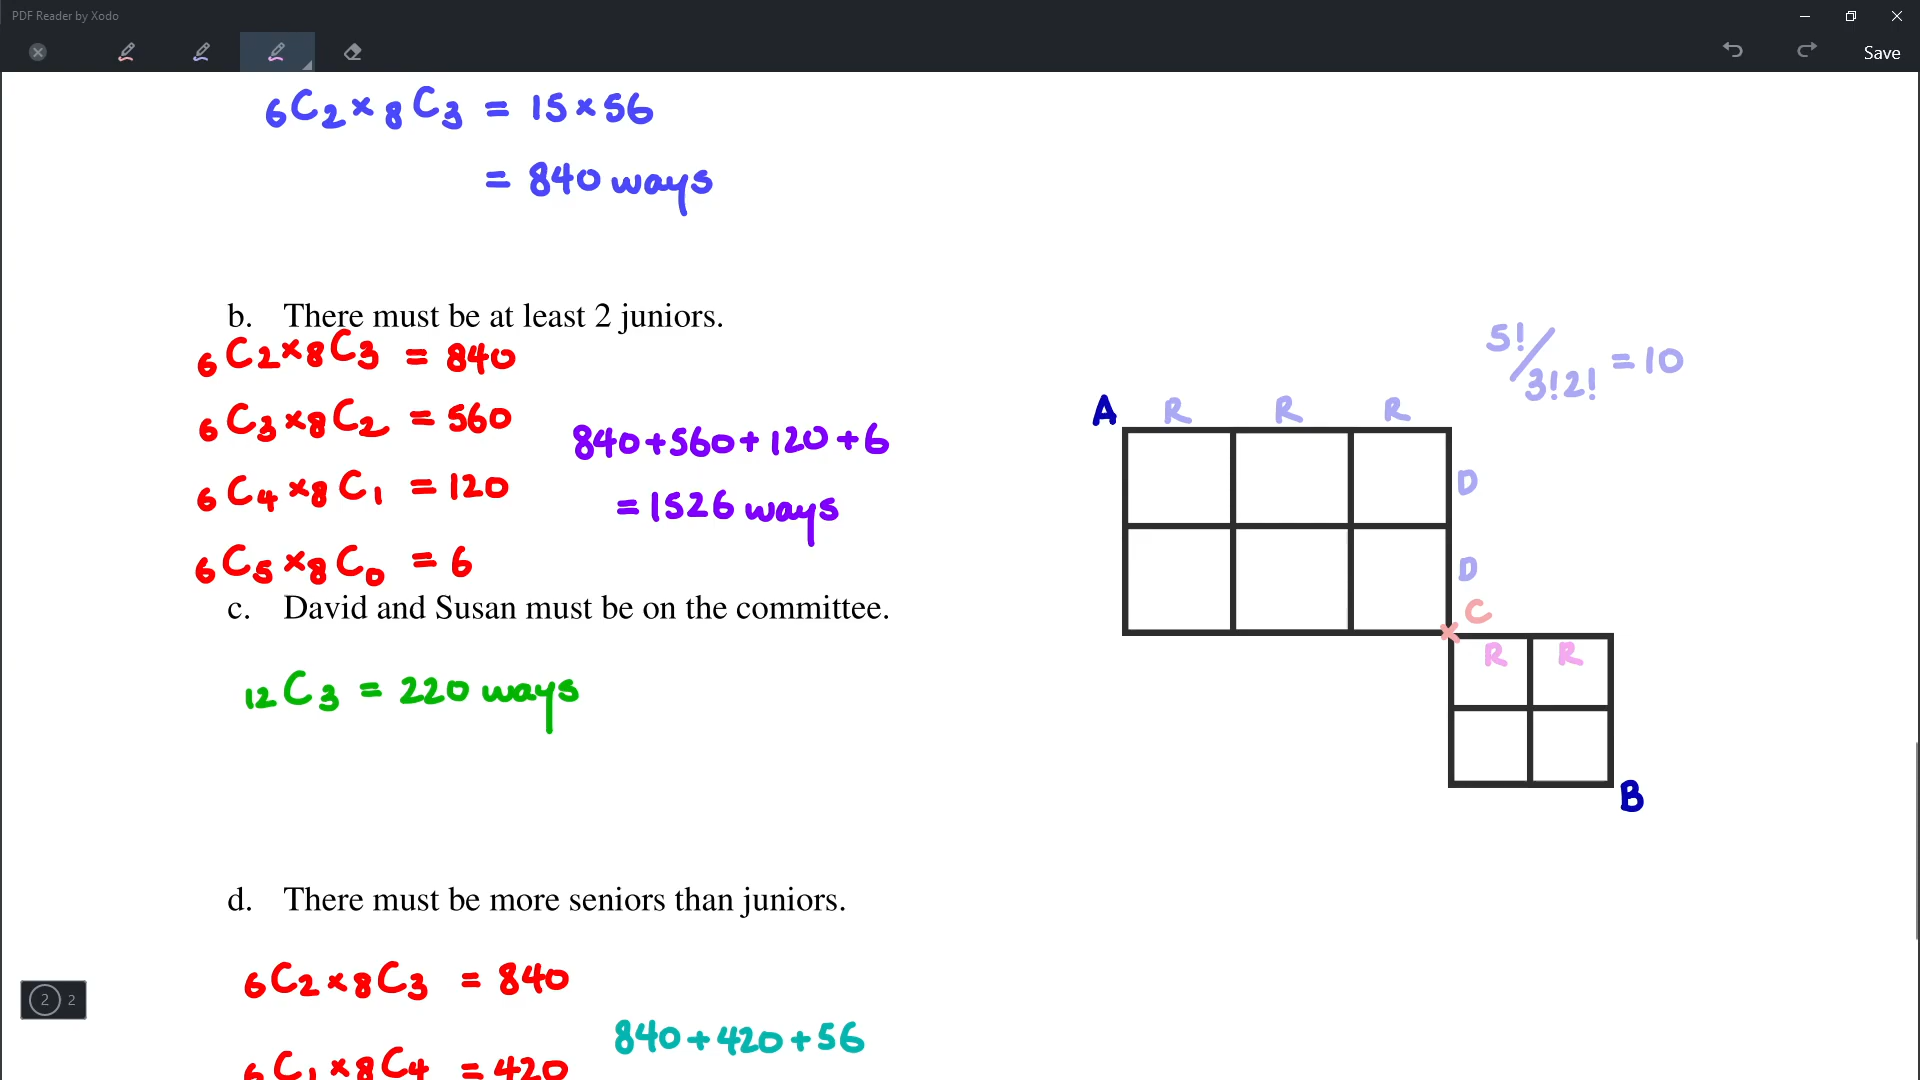 PDF Reader by Xodo
Save
6C2 × 8C3 = 15 × 56
= 840 ways
b. There must be at least 2 juniors.
6C2 × 8C3 = 840
6C3 × 8C2 = 560
6C4 × 8C1 = 120
6C5 × 8C0 = 6
840 + 560 + 120 + 6
= 1526 ways
c. David and Susan must be on the committee.
12C3 = 220 ways
d. There must be more seniors than juniors.
6C2 × 8C3 = 840
6C1 × 8C4 = 420
840 + 420 + 56
5!/3!2! = 10
A R R R
D
D
C
R R
B
2 2